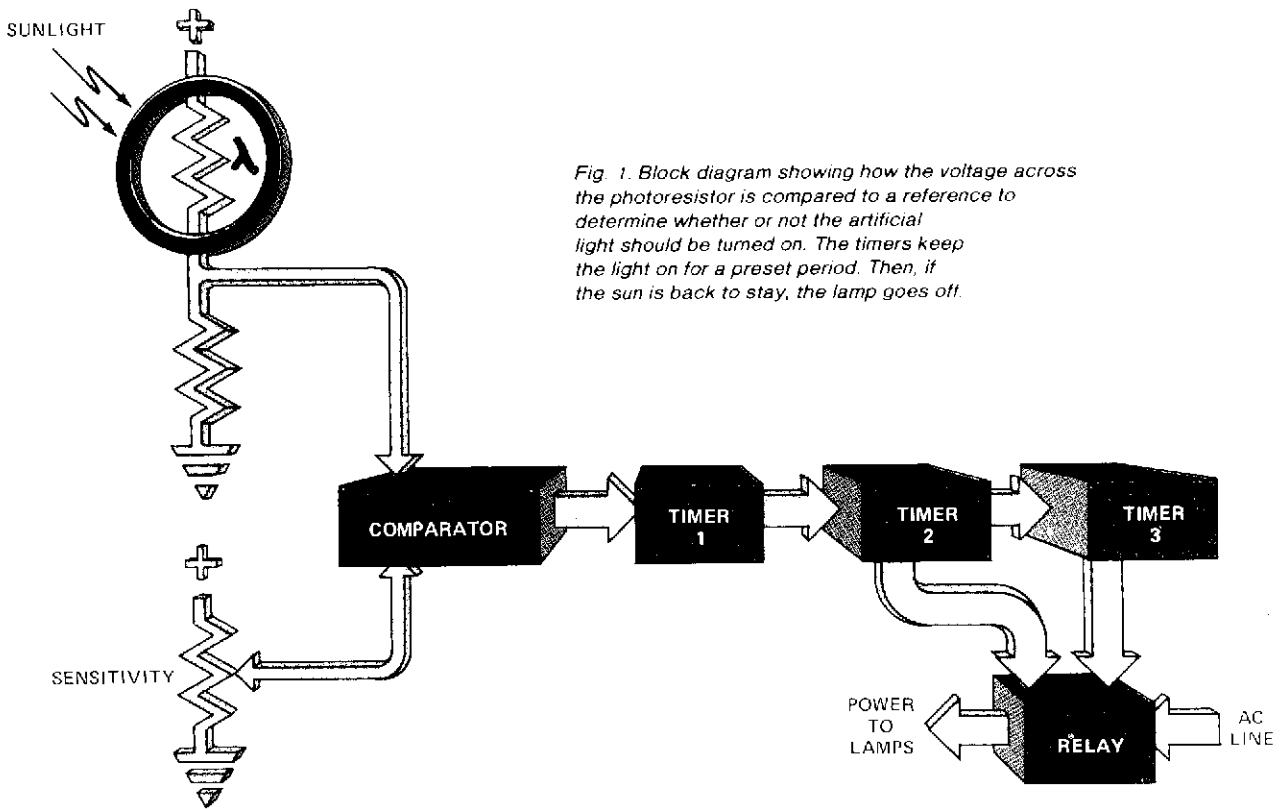 SUNLIGHT
+
λ
Fig. 1. Block diagram showing how the voltage across
the photoresistor is compared to a reference to
determine whether or not the artificial
light should be turned on. The timers keep
the light on for a preset period. Then, if
the sun is back to stay, the lamp goes off.
COMPARATOR
TIMER
1
TIMER
2
TIMER
3
+
SENSITIVITY
POWER
TO
LAMPS
RELAY
AC
LINE